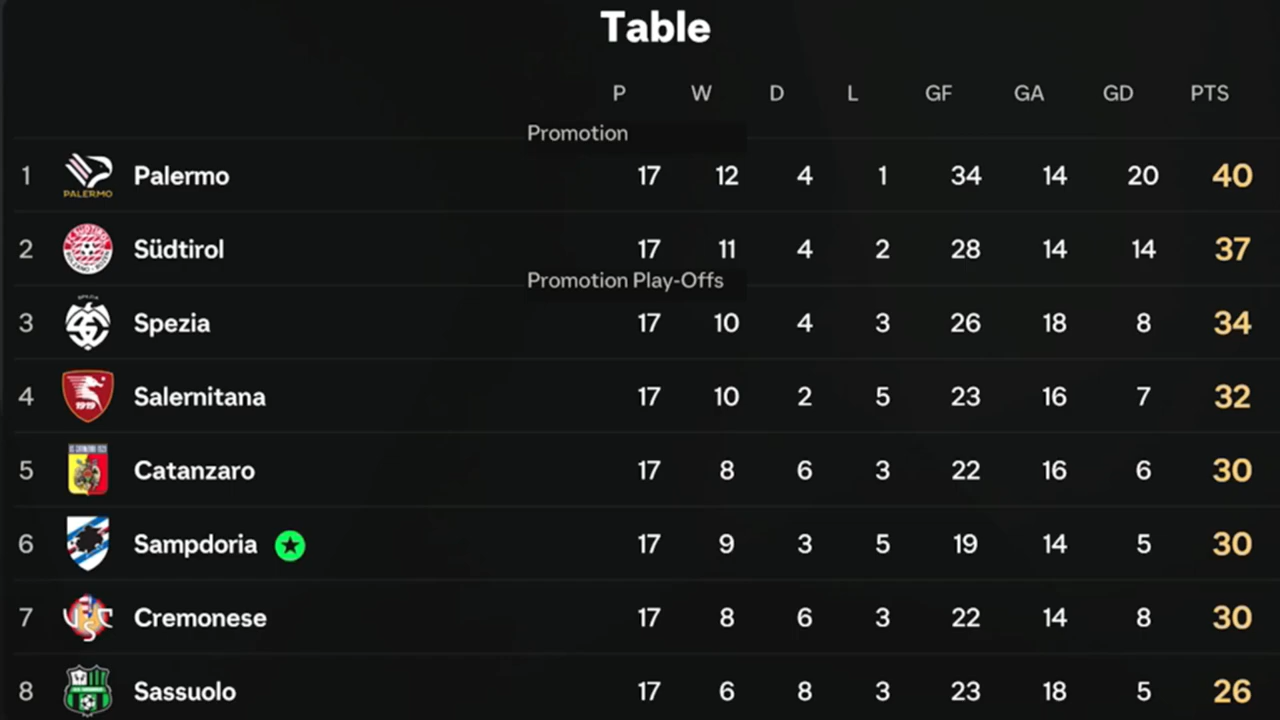 Table
P W D L GF GA GD PTS
Promotion
1 PALERMO Palermo 17 12 4 1 34 14 20 40
2 Südtirol 17 11 4 2 28 14 14 37
Promotion Play-Offs
3 SPEZIA Spezia 17 10 4 3 26 18 8 34
4 1919 Salernitana 17 10 2 5 23 16 7 32
5 Catanzaro 17 8 6 3 22 16 6 30
6 Sampdoria 17 9 3 5 19 14 5 30
7 USC Cremonese 17 8 6 3 22 14 8 30
8 Sassuolo 17 6 8 3 23 18 5 26